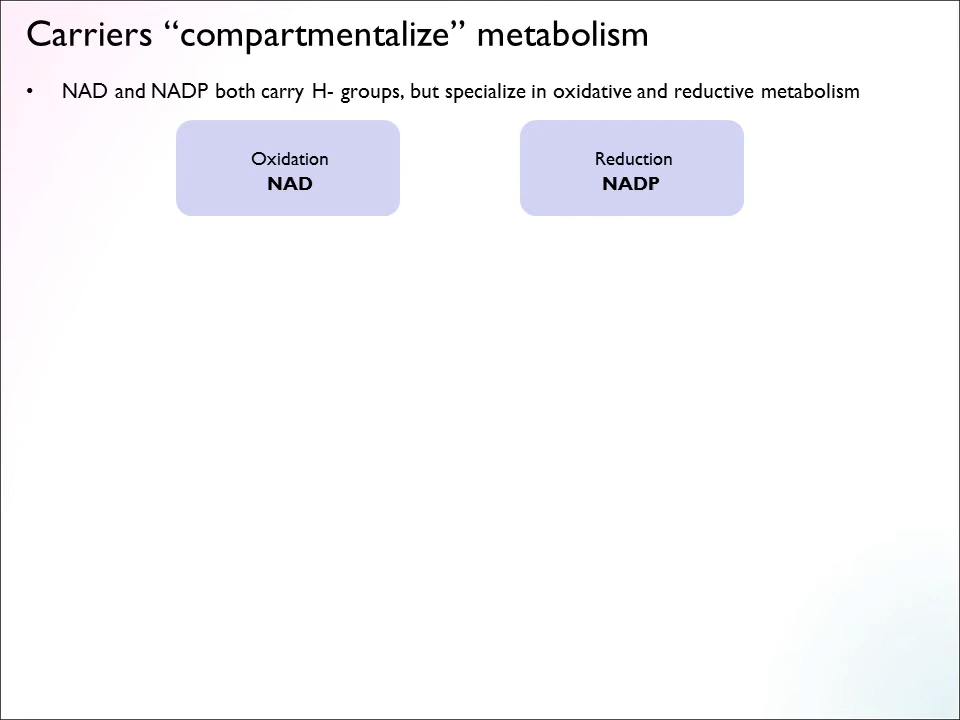 Carriers “compartmentalize” metabolism
• NAD and NADP both carry H- groups, but specialize in oxidative and reductive metabolism
Oxidation
NAD
Reduction
NADP